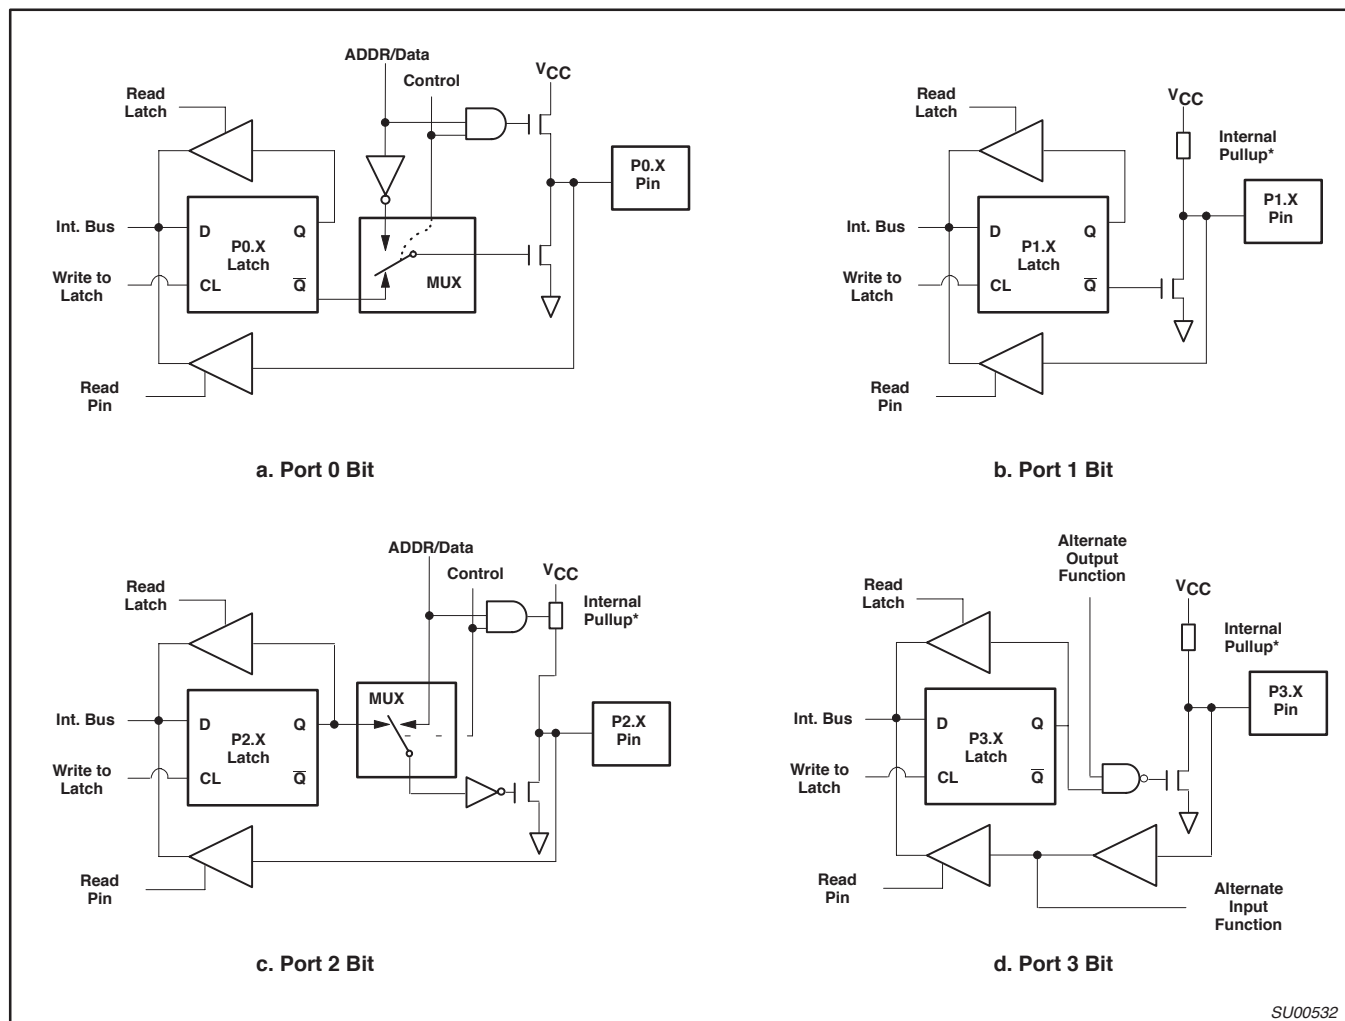 ADDR/Data
Control
VCC
Read
Latch
P0.X
Pin
Int. Bus
D
Q
P0.X
Latch
Write to
Latch
CL
Q
MUX
Read
Pin
a. Port 0 Bit
VCC
Read
Latch
Internal
Pullup*
P1.X
Pin
Int. Bus
D
Q
P1.X
Latch
Write to
Latch
CL
Q
Read
Pin
b. Port 1 Bit
ADDR/Data
Control
VCC
Read
Latch
Internal
Pullup*
MUX
P2.X
Pin
Int. Bus
D
Q
P2.X
Latch
Write to
Latch
CL
Q
Read
Pin
c. Port 2 Bit
Alternate
Output
Function
VCC
Read
Latch
Internal
Pullup*
P3.X
Pin
Int. Bus
D
Q
P3.X
Latch
Write to
Latch
CL
Q
Read
Pin
Alternate
Input
Function
d. Port 3 Bit
SU00532